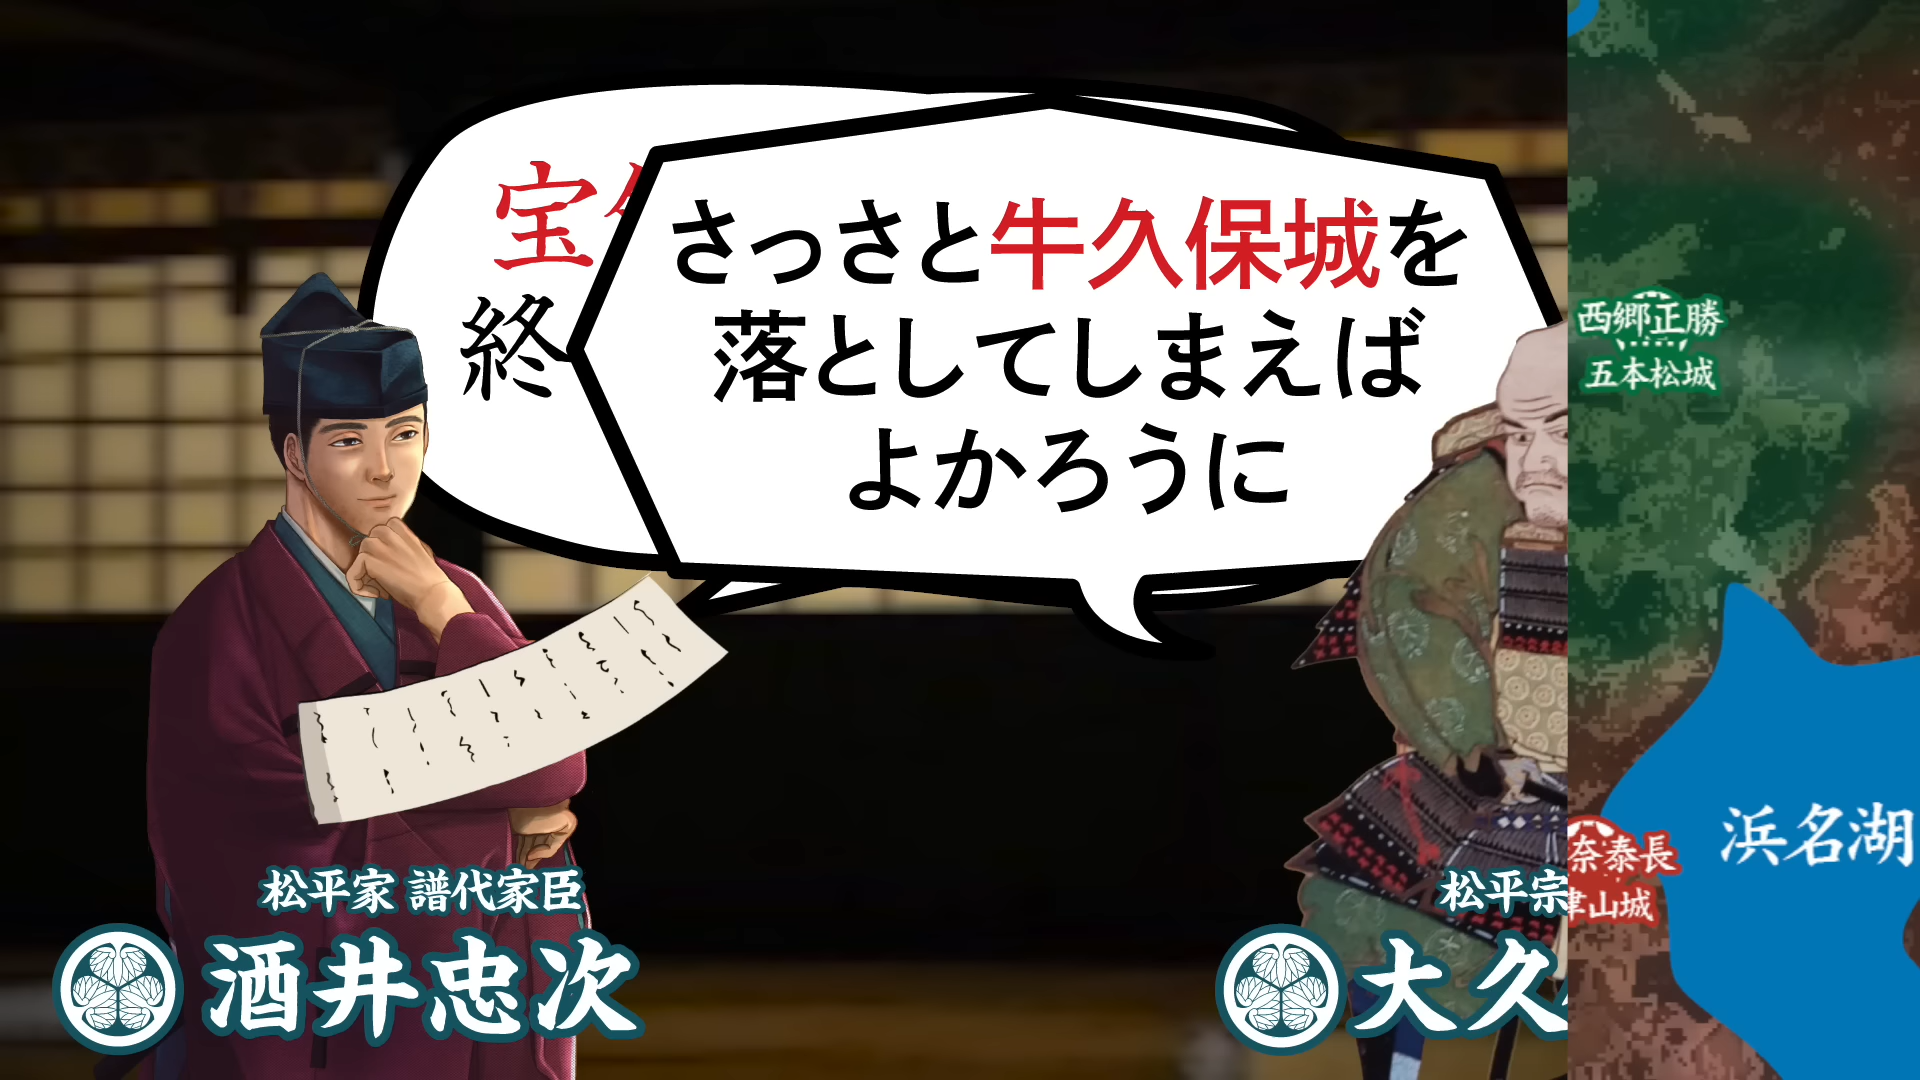 宝
終
さっさと牛久保城を
落としてしまえば
よかろうに
松平家 譜代家臣
酒井忠次
松平宗
大久
西郷正勝
五本松城
奈泰長
津山城
浜名湖